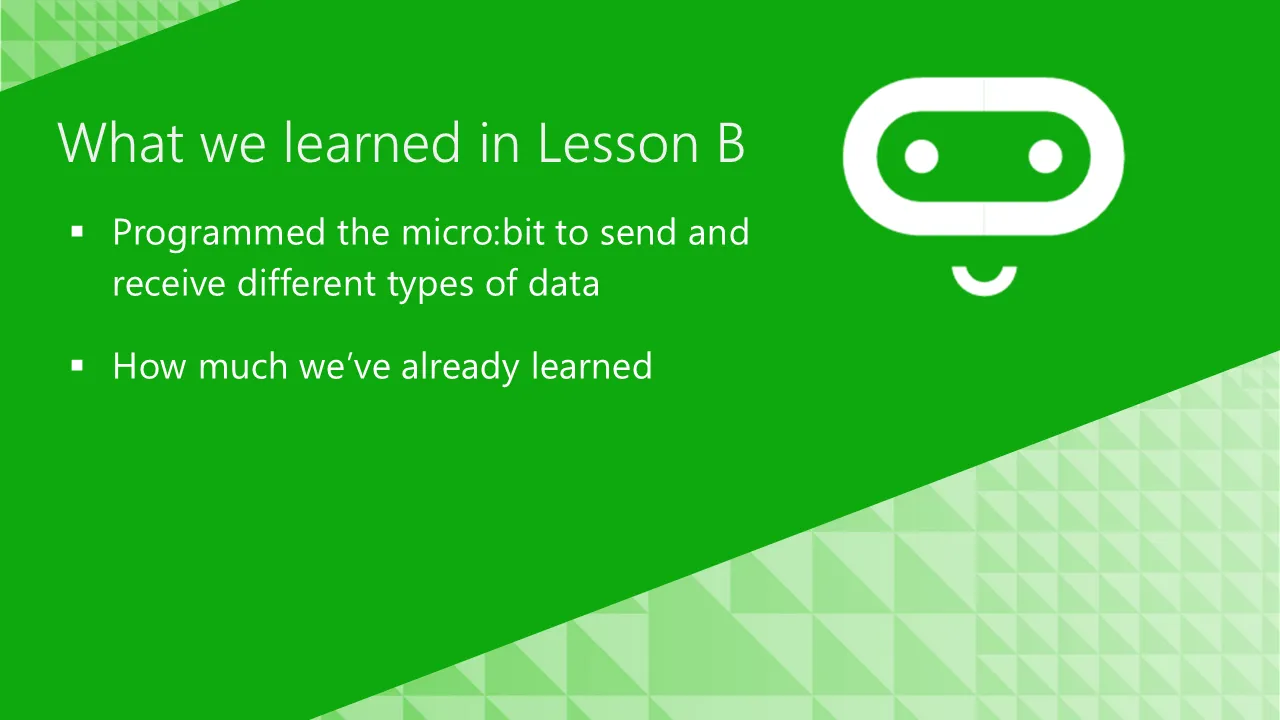 What we learned in Lesson B
▪ Programmed the micro:bit to send and
receive different types of data
▪ How much we’ve already learned